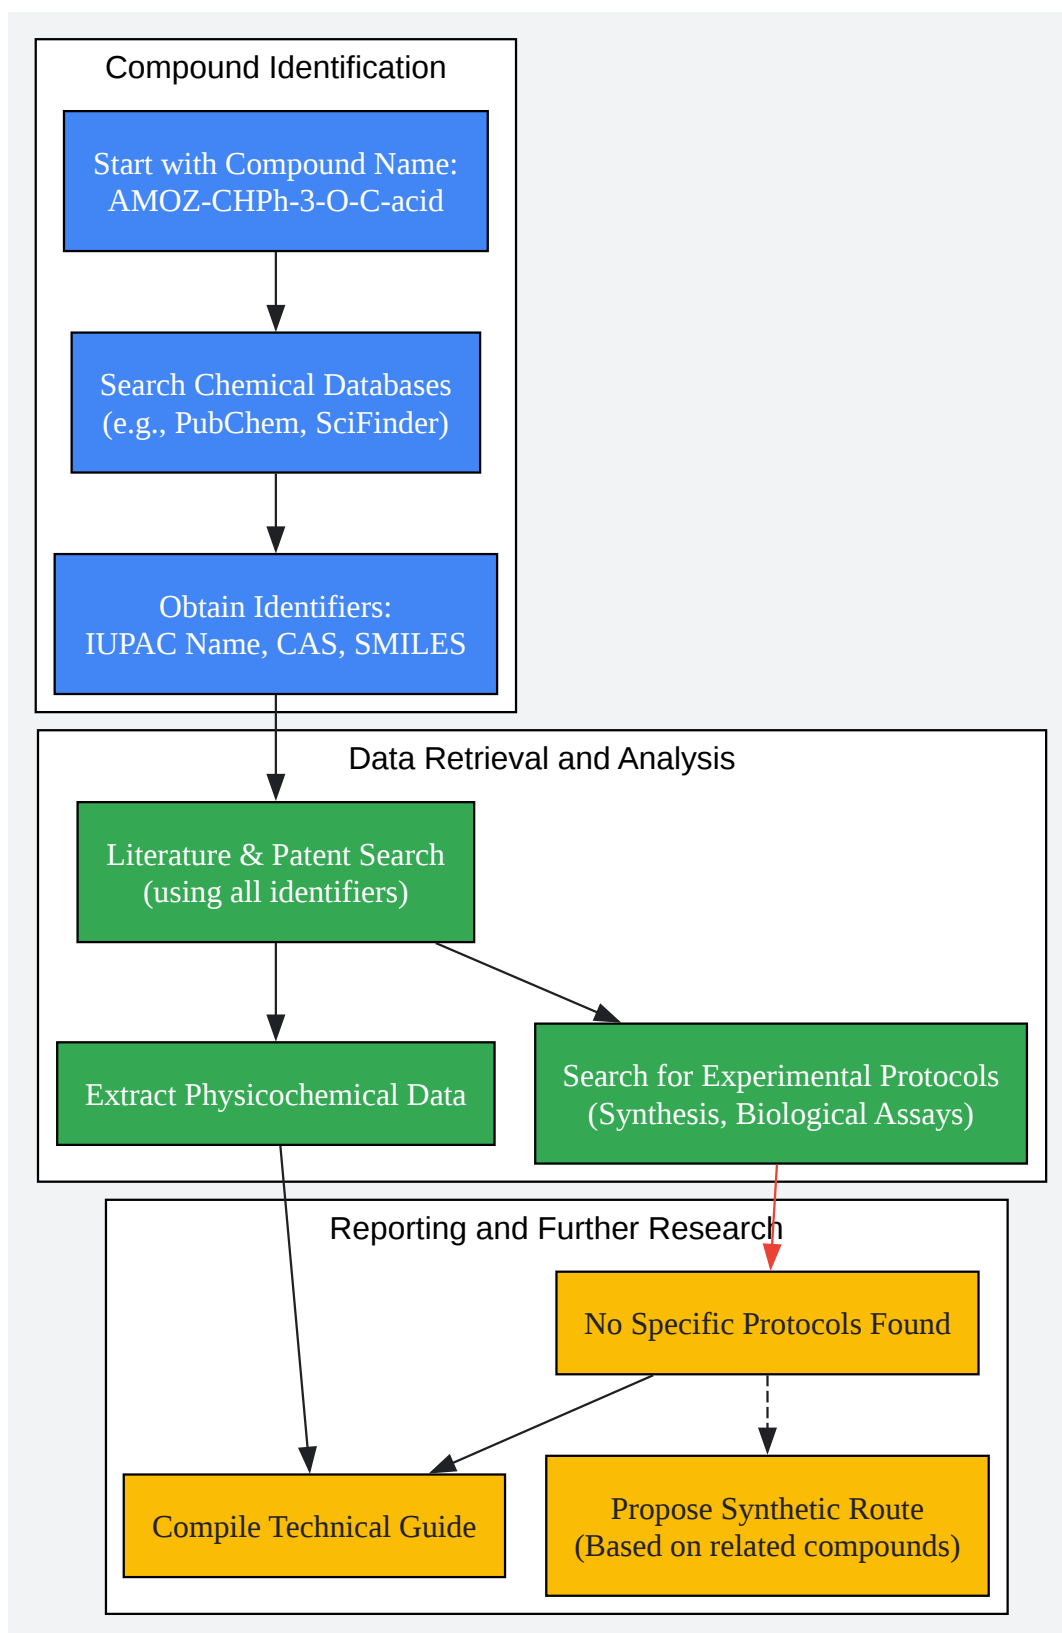 Compound Identification
Start with Compound Name:
AMOZ-CHPh-3-O-C-acid
Search Chemical Databases
(e.g., PubChem, SciFinder)
Obtain Identifiers:
IUPAC Name, CAS, SMILES
Data Retrieval and Analysis
Literature & Patent Search
(using all identifiers)
Extract Physicochemical Data
Search for Experimental Protocols
(Synthesis, Biological Assays)
Reporting and Further Research
No Specific Protocols Found
Compile Technical Guide
Propose Synthetic Route
(Based on related compounds)